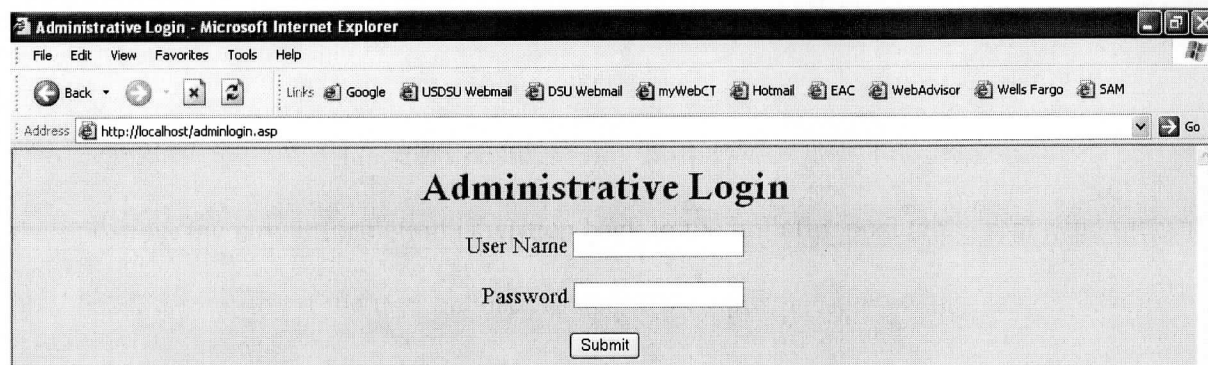 Administrative Login - Microsoft Internet Explorer
File Edit View Favorites Tools Help
Back Links Google USDSU Webmail DSU Webmail myWebCT Hotmail EAC WebAdvisor Wells Fargo SAM
Address http://localhost/adminlogin.asp Go
Administrative Login
User Name
Password
Submit